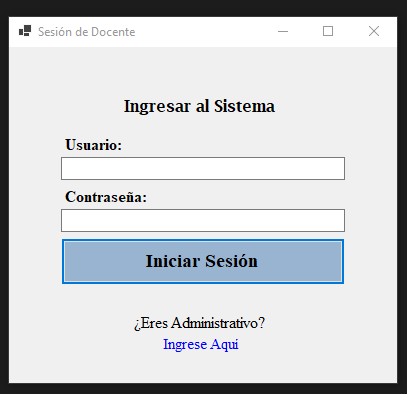 Sesión de Docente
Ingresar al Sistema
Usuario:
Contraseña:
Iniciar Sesión
¿Eres Administrativo?
Ingrese Aqui